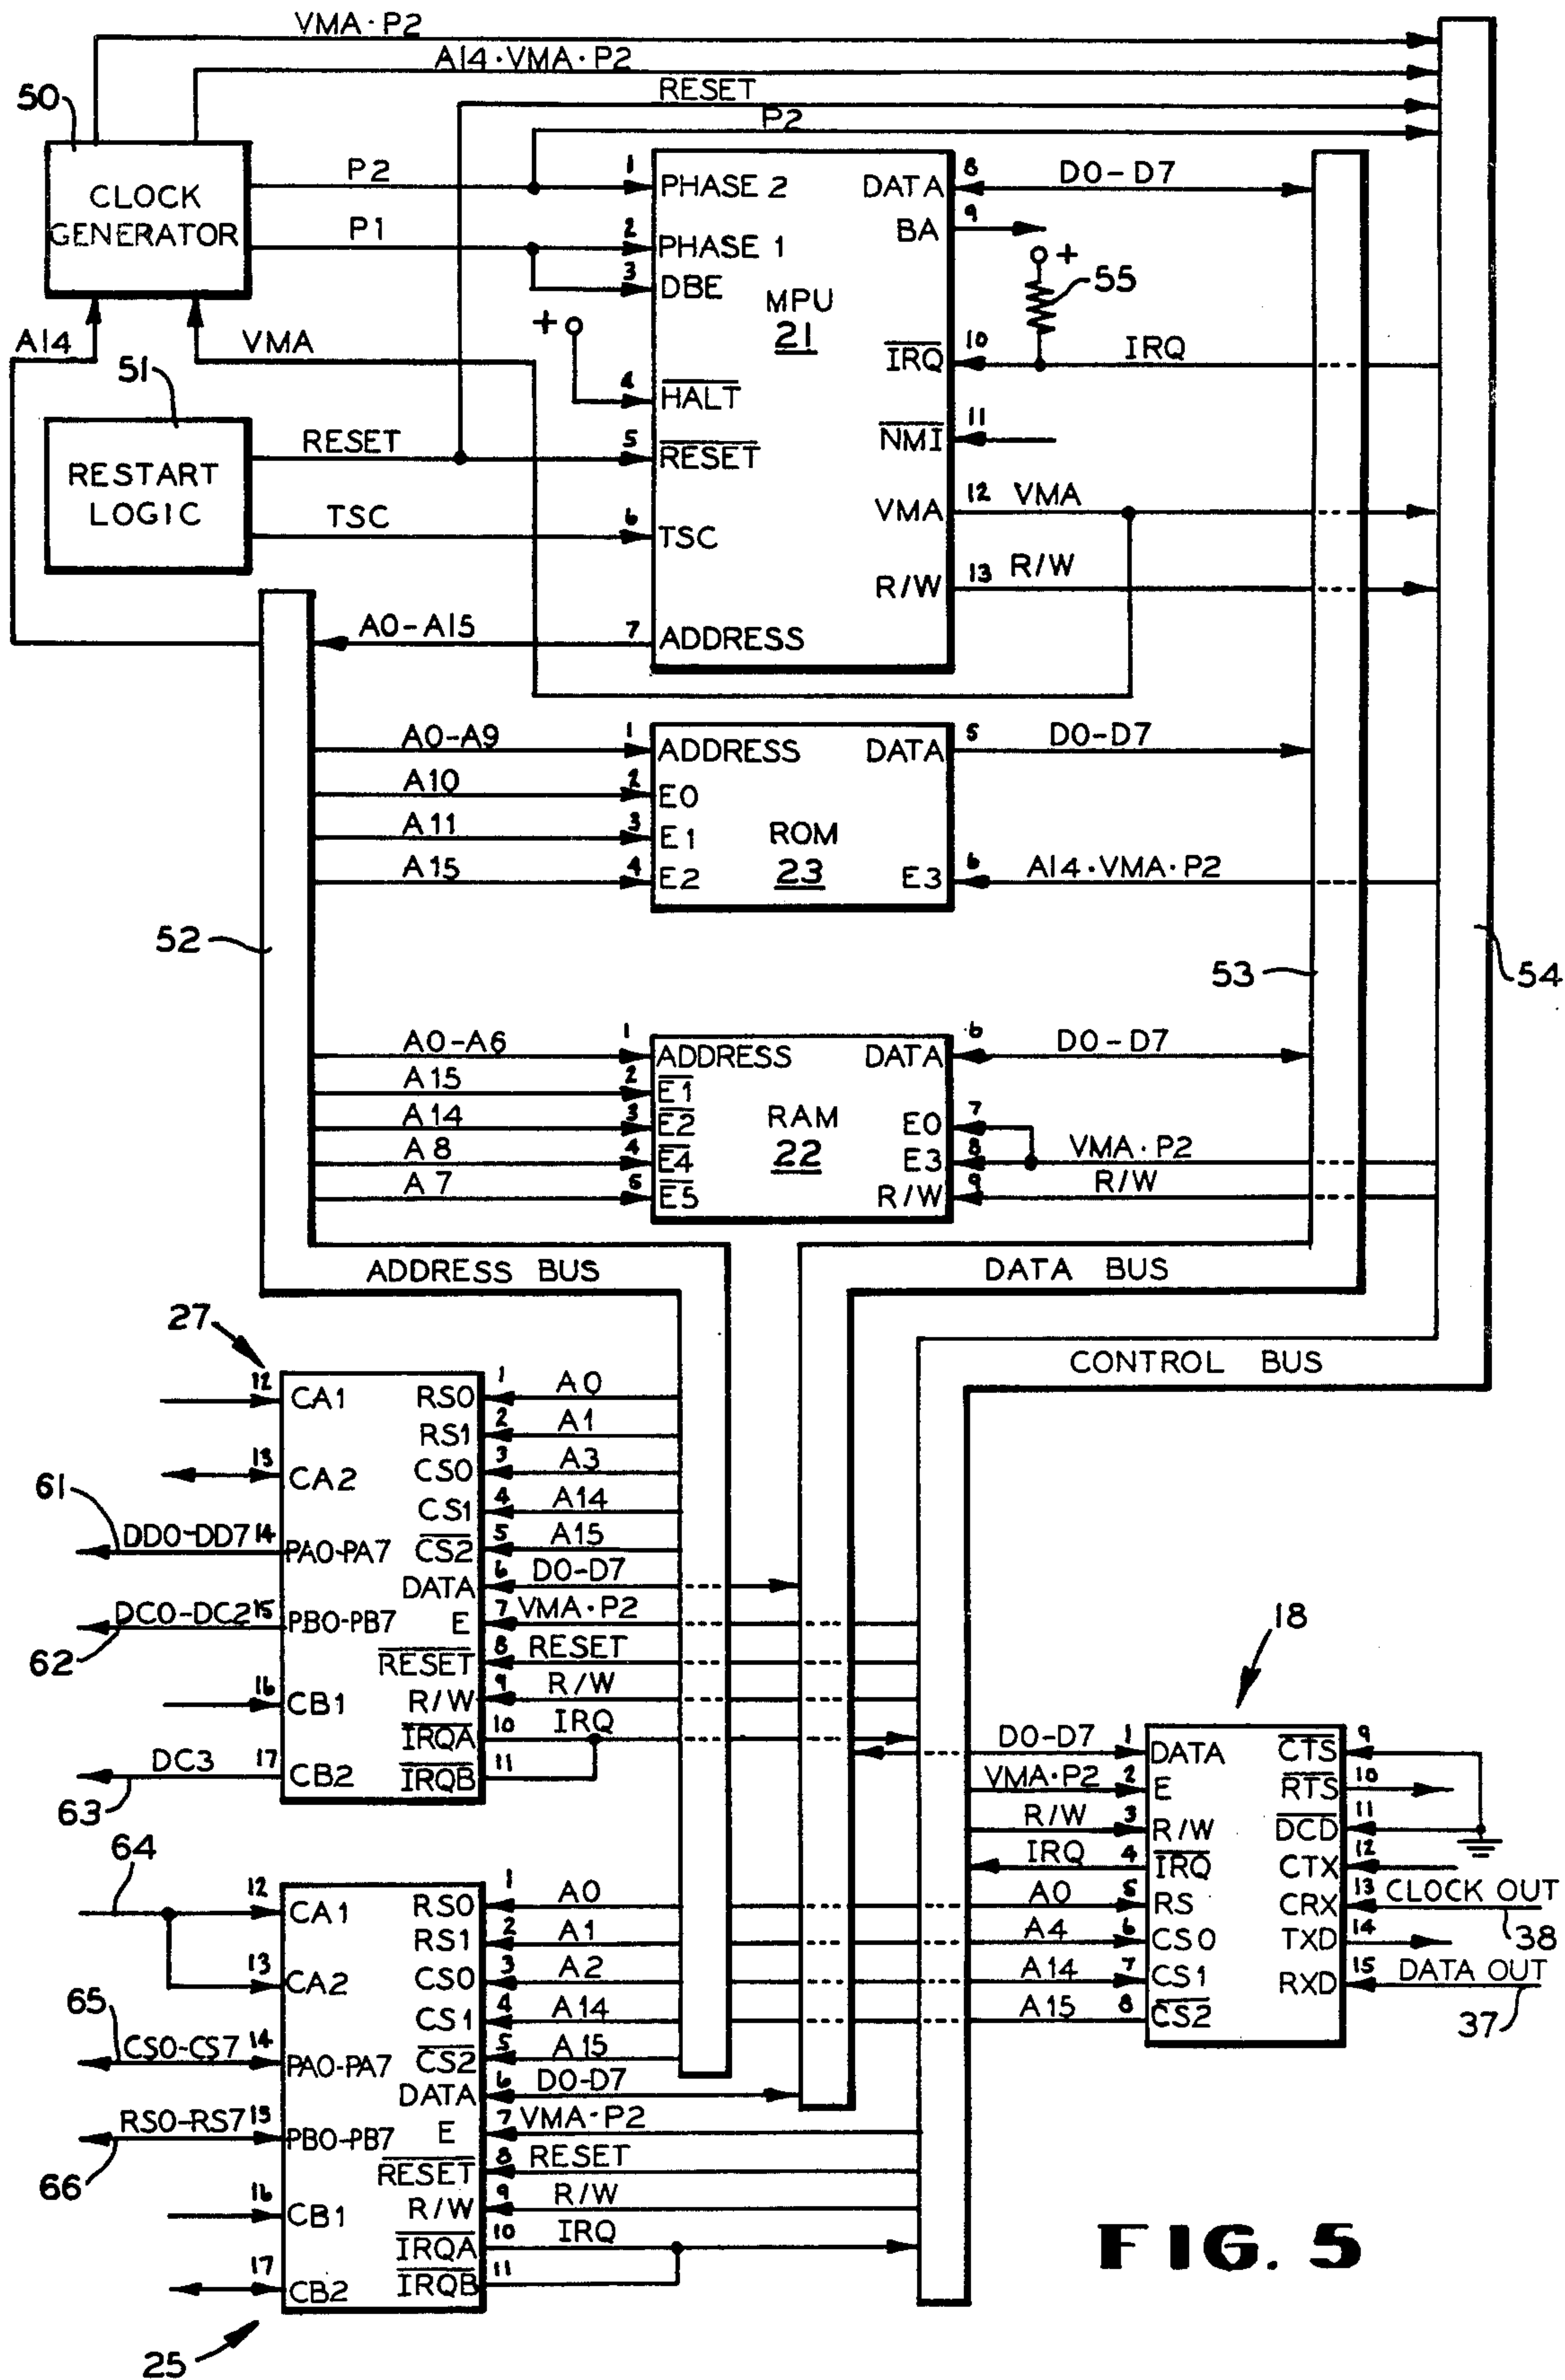 VMA·P2
A14·VMA·P2
RESET
P2
50
CLOCK
GENERATOR
P2
P1
A14
VMA
51
RESTART
LOGIC
RESET
TSC
1 PHASE 2
2 PHASE 1
3 DBE
+
4 HALT
5 RESET
6 TSC
7 ADDRESS
A0-A15
MPU
21
DATA 8 D0-D7
BA 9
+
55
IRQ 10 IRQ
NMI 11
VMA 12 VMA
R/W 13 R/W
A0-A9 1 ADDRESS
A10 2 E0
A11 3 E1
A15 4 E2
ROM
23
DATA 5 D0-D7
E3 6 A14·VMA·P2
52
53
54
A0-A6 1 ADDRESS
A15 2 E1
A14 3 E2
A8 4 E4
A7 5 E5
RAM
22
DATA 6 D0-D7
E0 7
E3 8 VMA·P2
R/W 9 R/W
ADDRESS BUS
DATA BUS
CONTROL BUS
27
12 CA1
13 CA2
61
DD0-DD7 14 PA0-PA7
DC0-DC2 15 PB0-PB7
62
16 CB1
DC3 17 CB2
63
RS0 1 A0
RS1 2 A1
CS0 3 A3
CS1 4 A14
CS2 5 A15
DATA 6 D0-D7
E 7 VMA·P2
RESET 8 RESET
R/W 9 R/W
IRQA 10 IRQ
IRQB 11
64
12 CA1
13 CA2
65
CS0-CS7 14 PA0-PA7
RS0-RS7 15 PB0-PB7
66
16 CB1
17 CB2
25
RS0 1 A0
RS1 2 A1
CS0 3 A2
CS1 4 A14
CS2 5 A15
DATA 6 D0-D7
E 7 VMA·P2
RESET 8 RESET
R/W 9 R/W
IRQA 10 IRQ
IRQB 11
18
D0-D7 1 DATA
VMA·P2 2 E
R/W 3 R/W
IRQ 4 IRQ
A0 5 RS
A4 6 CS0
A14 7 CS1
A15 8 CS2
CTS 9
RTS 10
DCD 11
CTX 12
CRX 13 CLOCK OUT
38
TXD 14
RXD 15 DATA OUT
37
FIG. 5